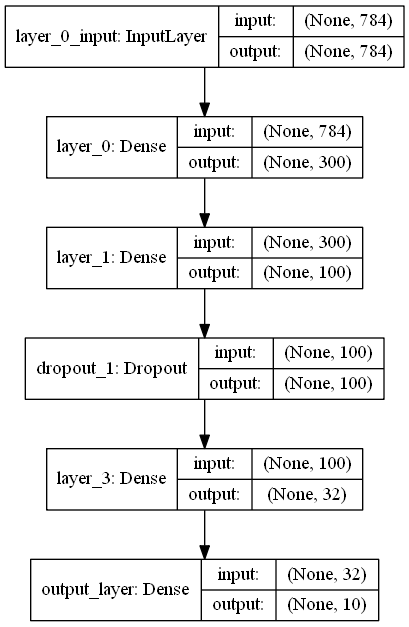 layer_0_input: InputLayer
input: (None, 784)
output: (None, 784)
layer_0: Dense
input: (None, 784)
output: (None, 300)
layer_1: Dense
input: (None, 300)
output: (None, 100)
dropout_1: Dropout
input: (None, 100)
output: (None, 100)
layer_3: Dense
input: (None, 100)
output: (None, 32)
output_layer: Dense
input: (None, 32)
output: (None, 10)